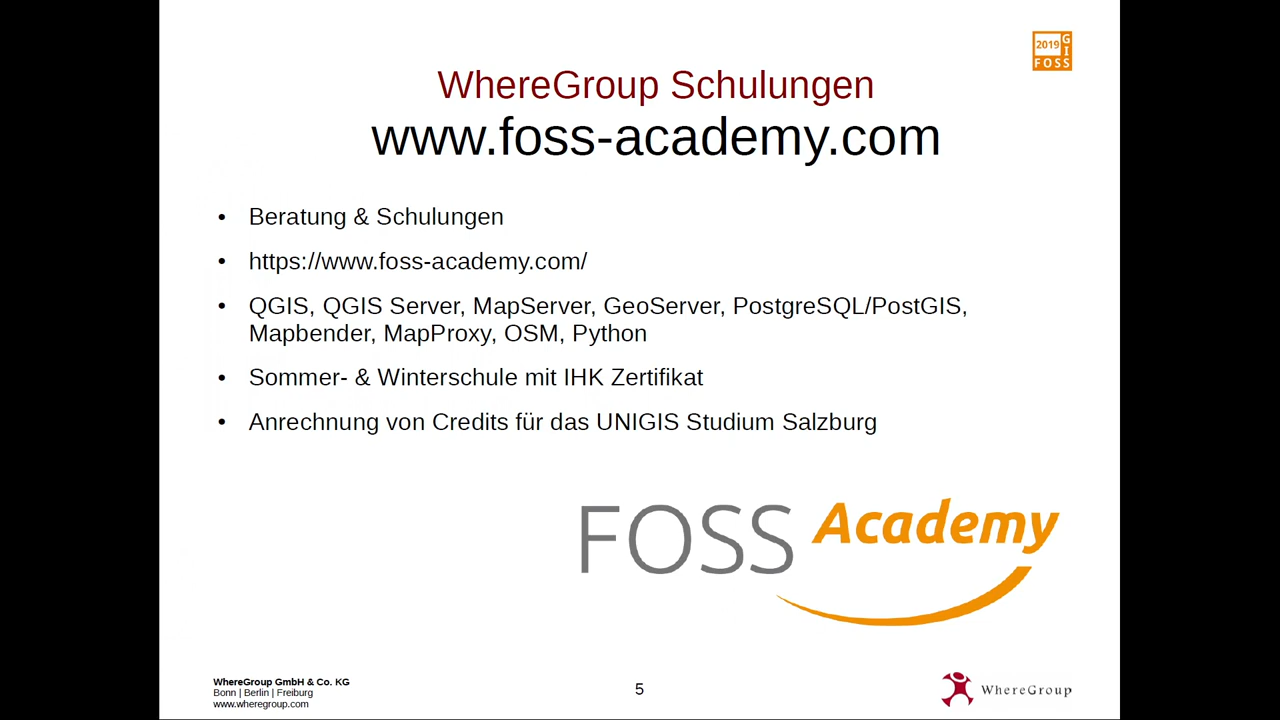 2019
G
I
FOSS
WhereGroup Schulungen
www.foss-academy.com
• Beratung & Schulungen
• https://www.foss-academy.com/
• QGIS, QGIS Server, MapServer, GeoServer, PostgreSQL/PostGIS,
Mapbender, MapProxy, OSM, Python
• Sommer- & Winterschule mit IHK Zertifikat
• Anrechnung von Credits für das UNIGIS Studium Salzburg
FOSS Academy
WhereGroup GmbH & Co. KG
Bonn | Berlin | Freiburg
www.wheregroup.com
5
WhereGroup